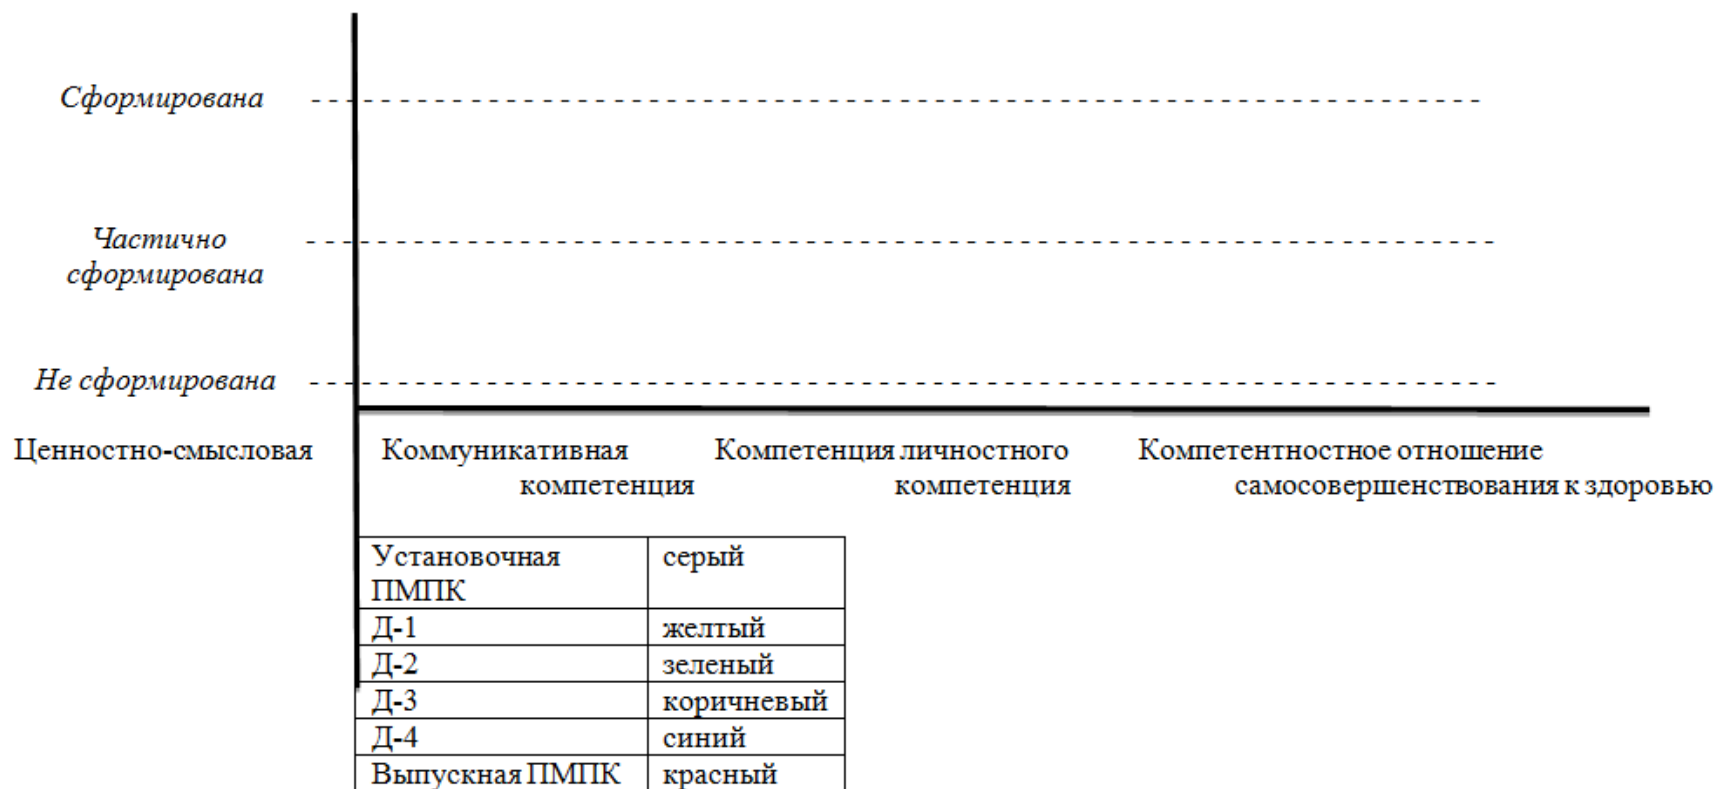 Сформирована
Частично
сформирована
Не сформирована
Ценностно-смысловая Коммуникативная Компетенция личностного Компетентностное отношение
компетенция компетенция самосовершенствования к здоровью
Установочная ПМПК серый
Д-1 желтый
Д-2 зеленый
Д-3 коричневый
Д-4 синий
Выпускная ПМПК красный